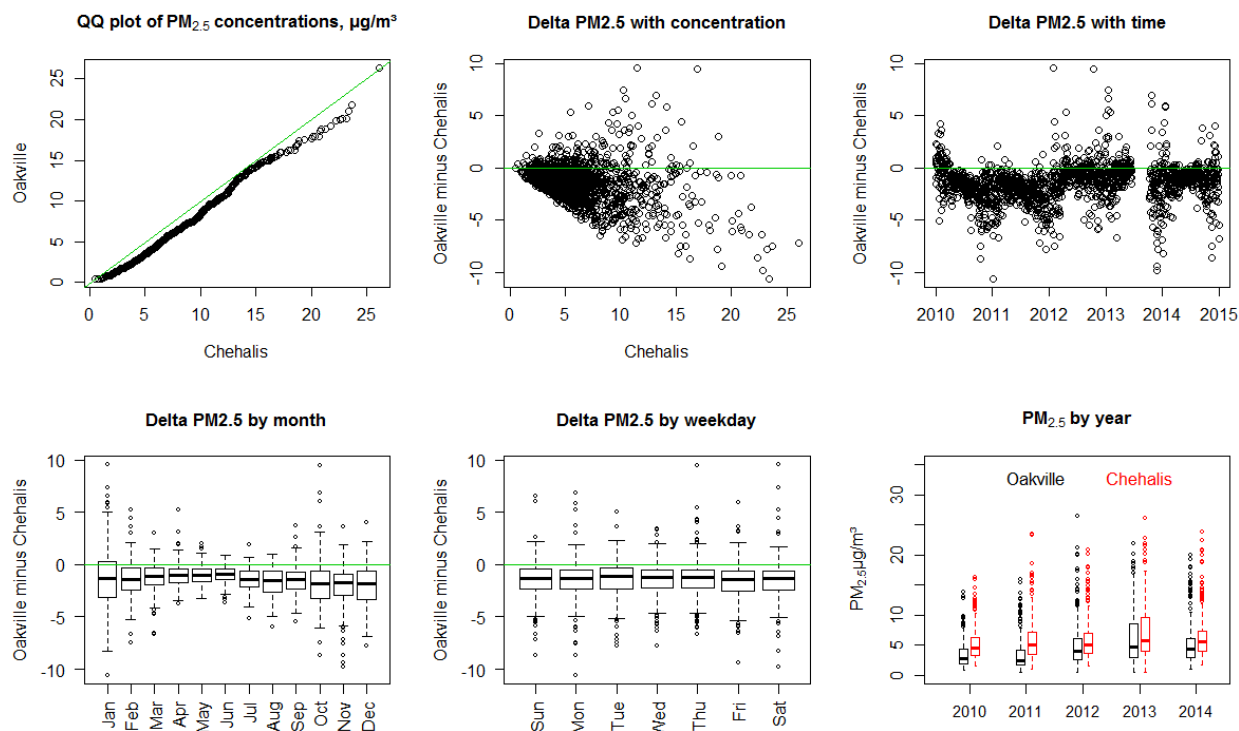 QQ plot of PM₂.₅ concentrations, µg/m³
Oakville
25
20
15
10
5
0
0 5 10 15 20 25
Chehalis
Delta PM2.5 with concentration
Oakville minus Chehalis
10
5
0
-5
-10
0 5 10 15 20 25
Chehalis
Delta PM2.5 with time
Oakville minus Chehalis
10
5
0
-5
-10
2010 2011 2012 2013 2014 2015
Delta PM2.5 by month
Oakville minus Chehalis
10
5
0
-5
-10
Jan Feb Mar Apr May Jun Jul Aug Sep Oct Nov Dec
Delta PM2.5 by weekday
Oakville minus Chehalis
10
5
0
-5
-10
Sun Mon Tue Wed Thu Fri Sat
PM₂.₅ by year
Oakville Chehalis
PM₂.₅µg/m³
30
20
10
5
0
2010 2011 2012 2013 2014